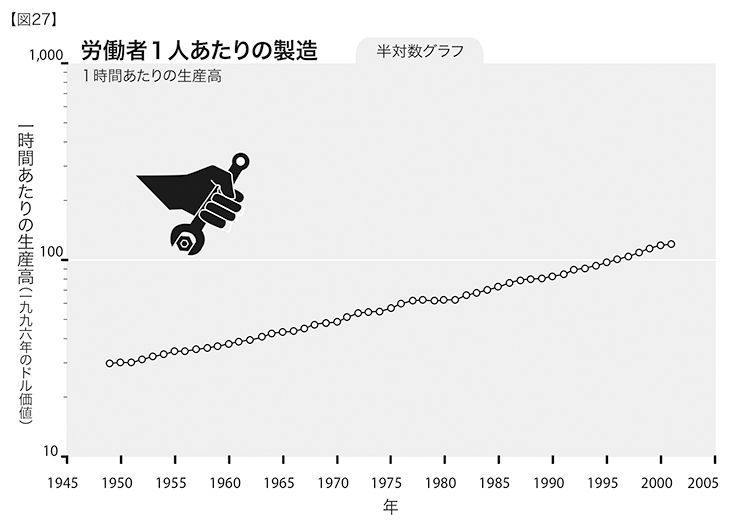 【図27】
労働者1人あたりの製造
半対数グラフ
1時間あたりの生産高
1,000
100
10
一時間あたりの生産高(一九九六年のドル価値)
1945 1950 1955 1960 1965 1970 1975 1980 1985 1990 1995 2000 2005
年